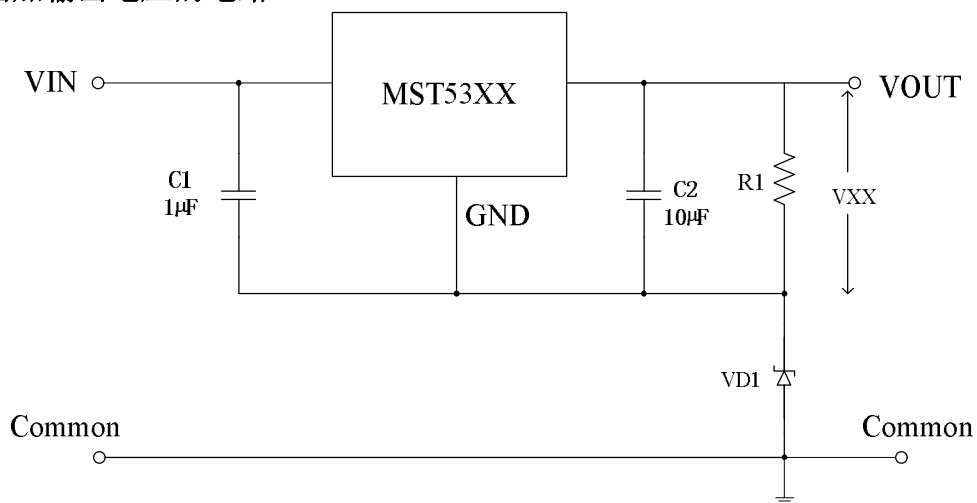 VIN
MST53XX
VOUT
C1
1μF
GND
C2
10μF
R1
VXX
VD1
Common
Common